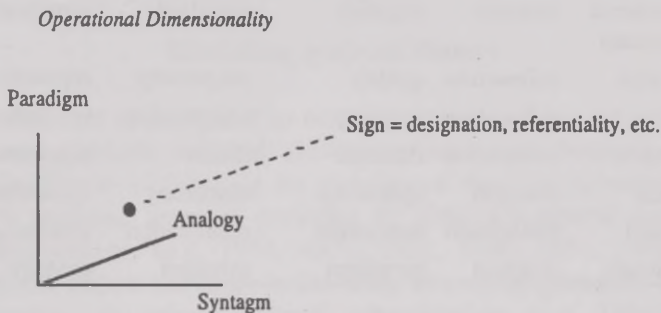 Operational Dimensionality
Paradigm
Sign = designation, referentiality, etc.
Analogy
Syntagm